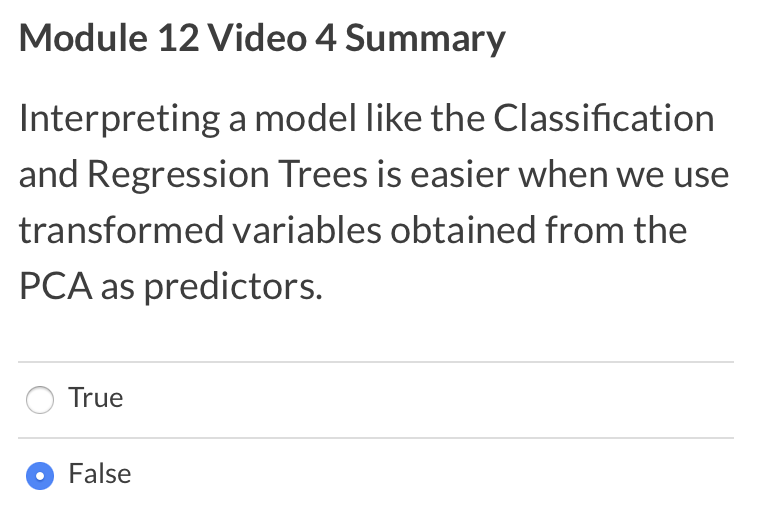 Module 12 Video 4 Summary
Interpreting a model like the Classification
and Regression Trees is easier when we use
transformed variables obtained from the
PCA as predictors.
True
False